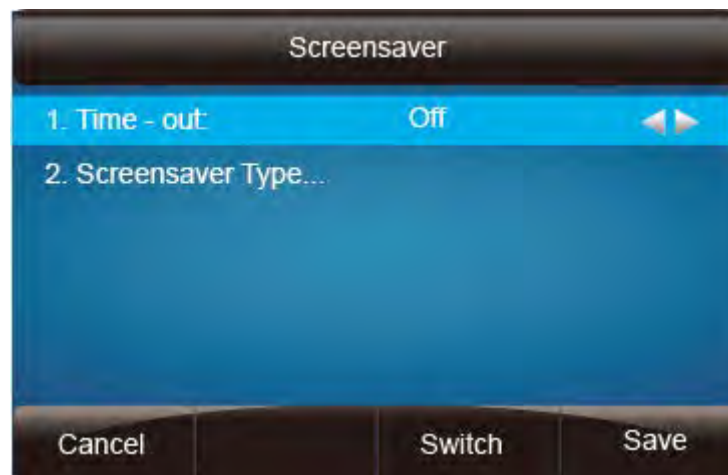 Screensaver
1. Time - out: Off
2. Screensaver Type...
Cancel Switch Save